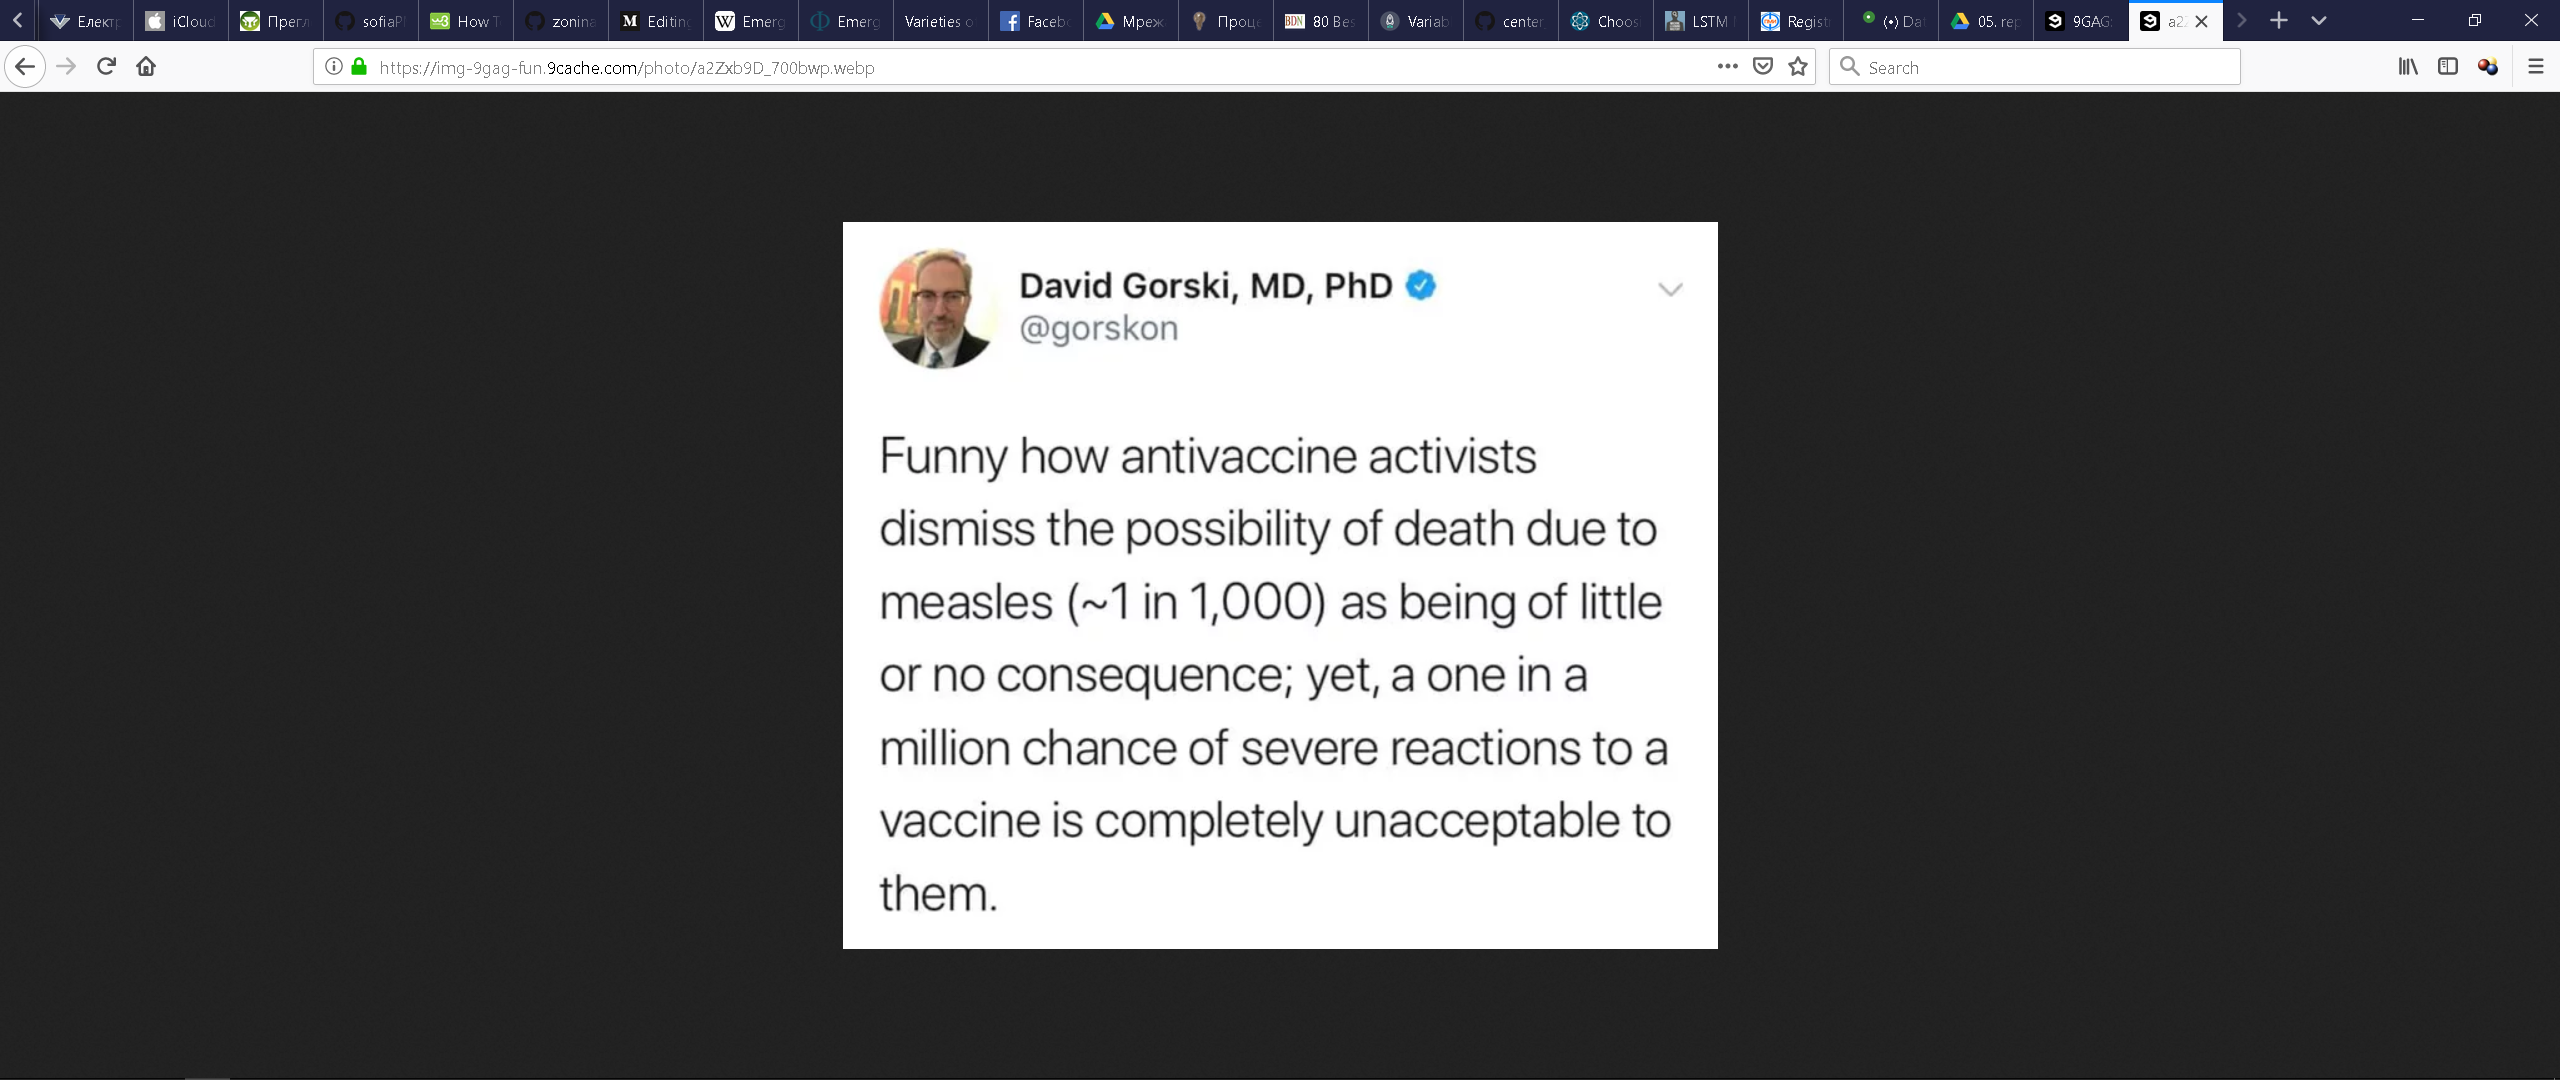 Електр
iCloud
Прегл
sofiaP
How T
zonina
Editing
Emerg
Emerg
Varieties o
Facebo
Мреж
Проце
80 Bes
Variab
center
Choos
LSTM
Registr
(•) Dat
05. rep
9GAG
a2Z
https://img-9gag-fun.9cache.com/photo/a2Zxb9D_700bwp.webp
Search
David Gorski, MD, PhD
@gorskon
Funny how antivaccine activists
dismiss the possibility of death due to
measles (~1 in 1,000) as being of little
or no consequence; yet, a one in a
million chance of severe reactions to a
vaccine is completely unacceptable to
them.